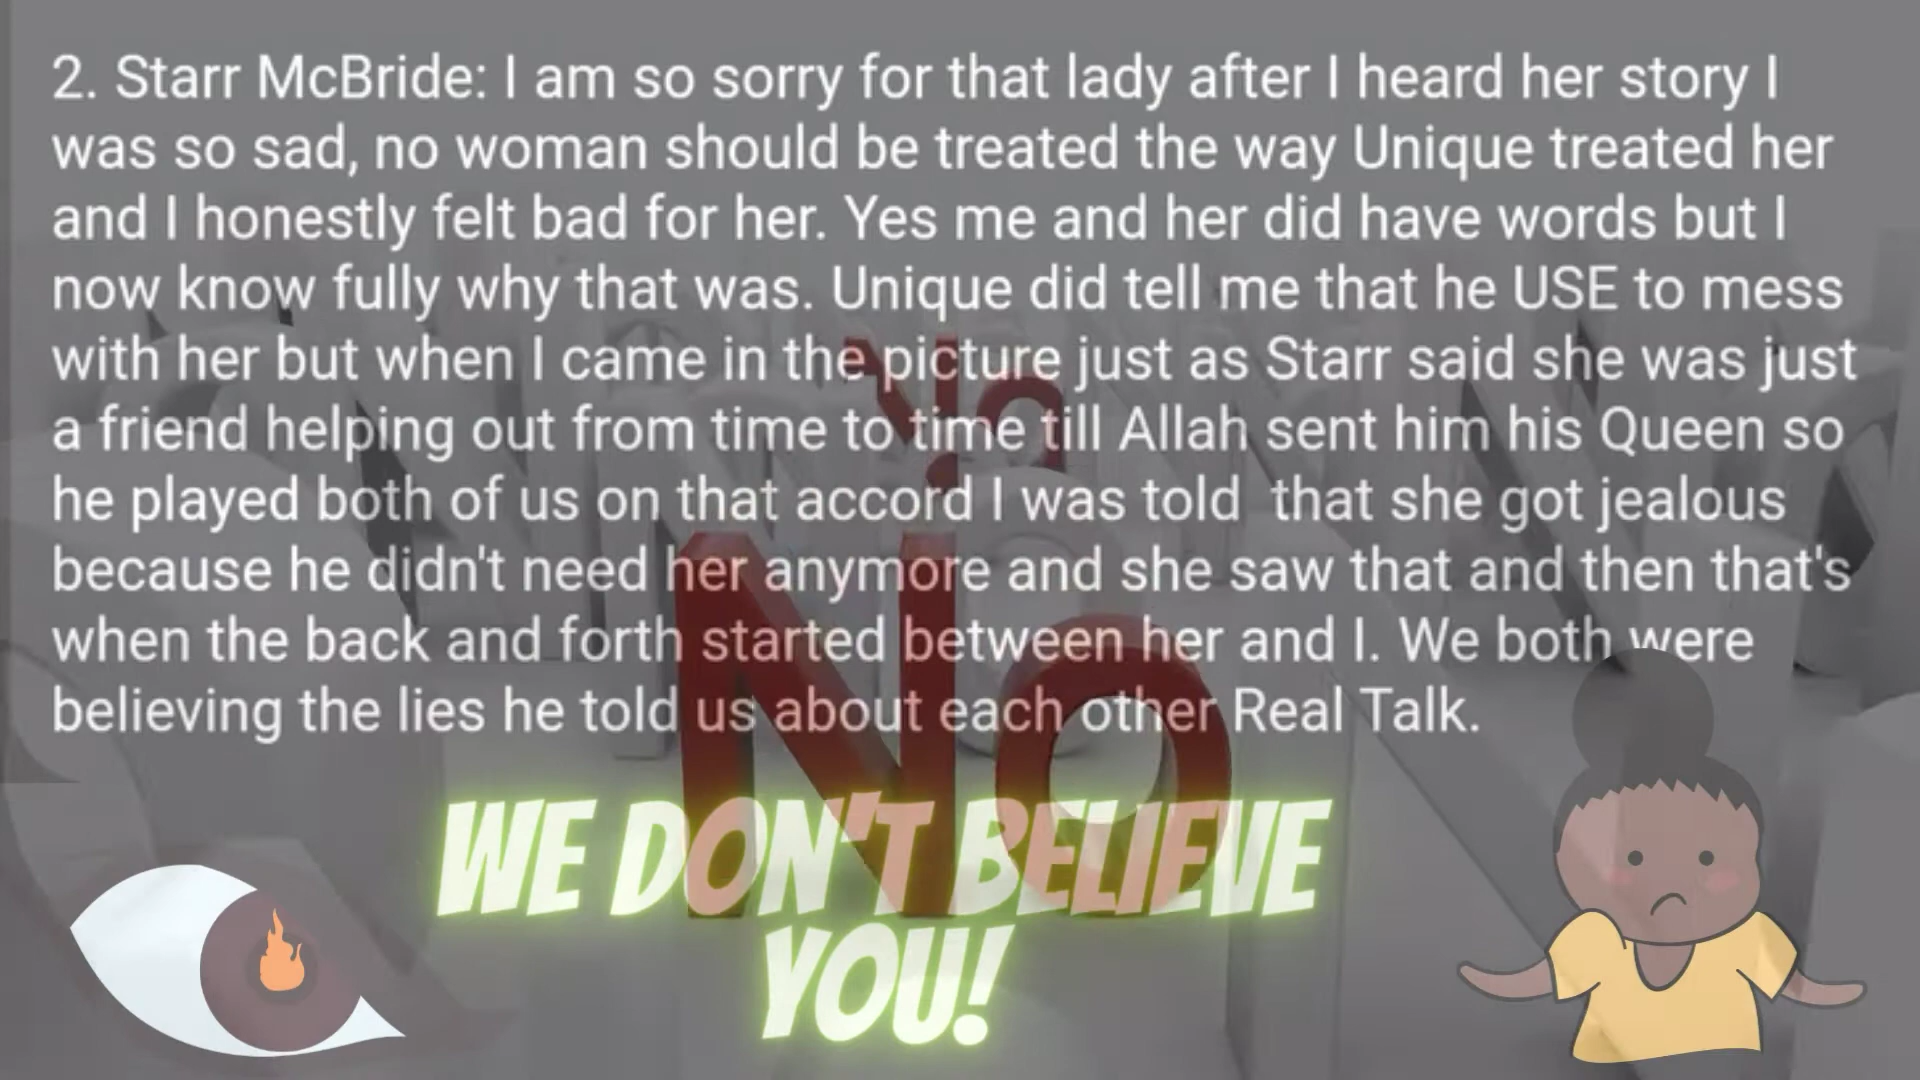 2. Starr McBride: I am so sorry for that lady after I heard her story I
was so sad, no woman should be treated the way Unique treated her
and I honestly felt bad for her. Yes me and her did have words but I
now know fully why that was. Unique did tell me that he USE to mess
with her but when I came in the picture just as Starr said she was just
a friend helping out from time to time till Allah sent him his Queen so
he played both of us on that accord I was told  that she got jealous
because he didn't need her anymore and she saw that and then that's
when the back and forth started between her and I. We both were
believing the lies he told us about each other Real Talk.
No
No
WE DON'T BELIEVE
YOU!